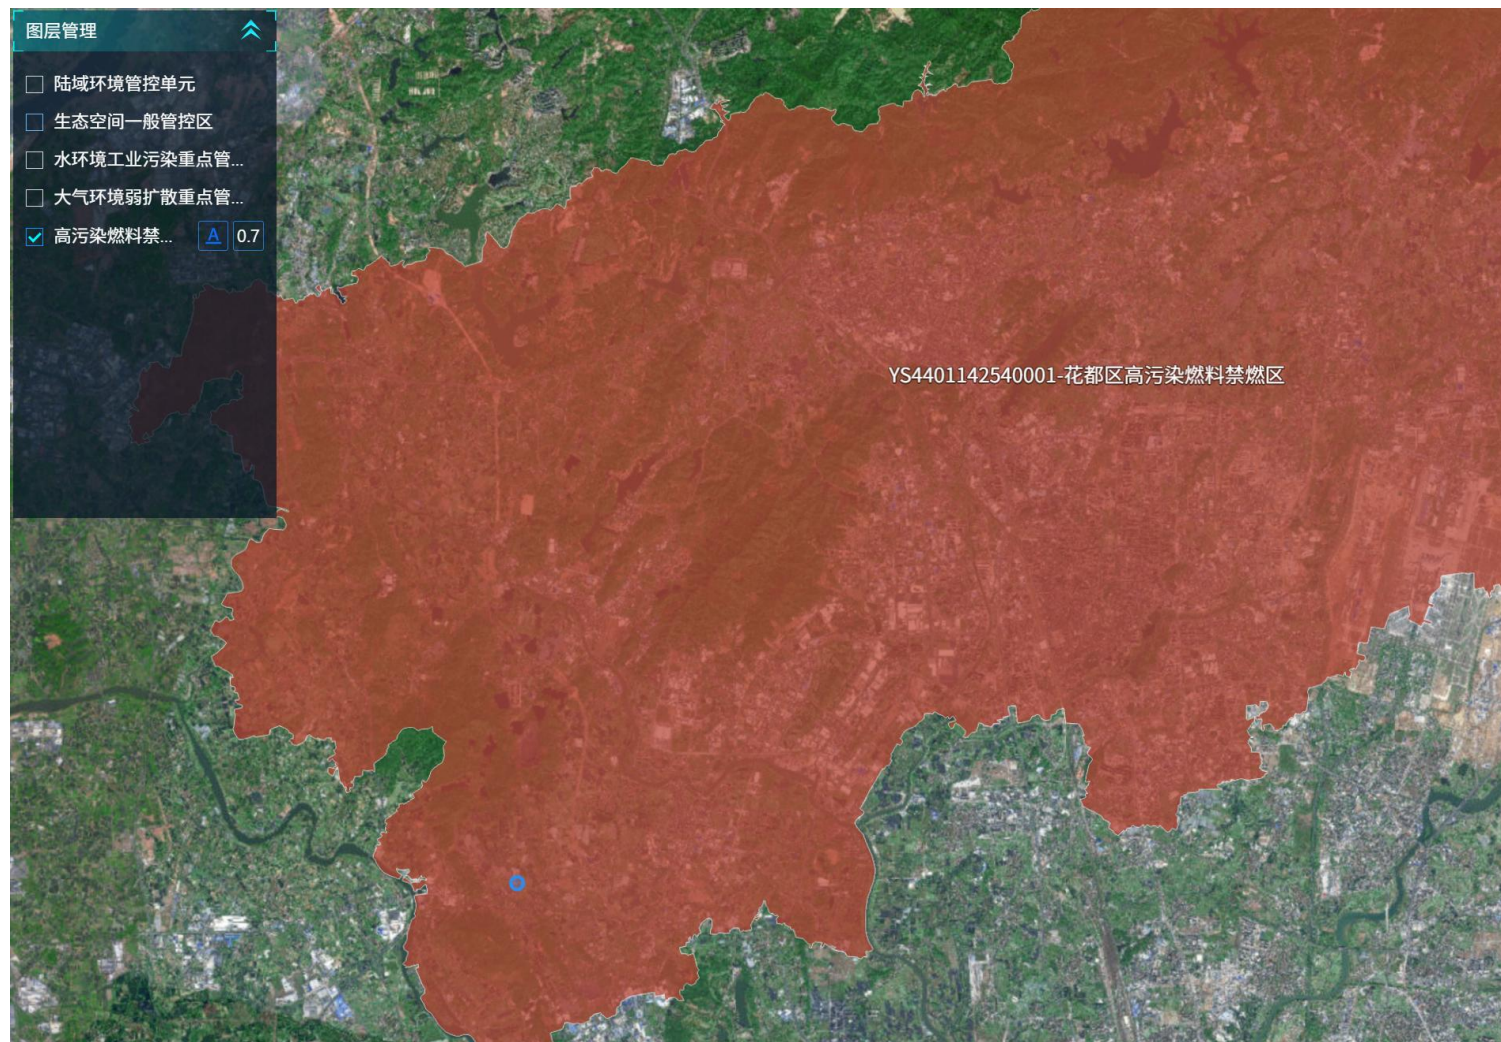 图层管理
陆域环境管控单元
生态空间一般管控区
水环境工业污染重点管...
大气环境弱扩散重点管...
高污染燃料禁... A 0.7
YS4401142540001-花都区高污染燃料禁燃区